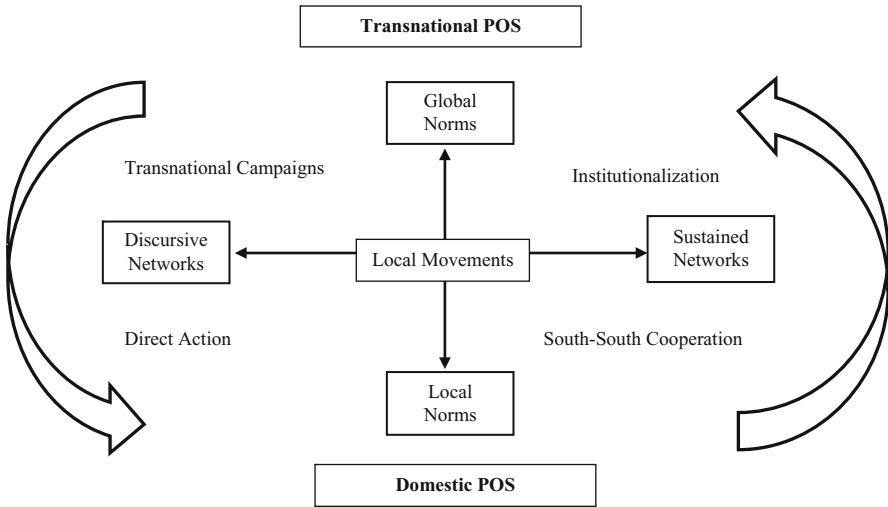 Transnational POS
Global
Norms
Transnational Campaigns
Institutionalization
Discursive
Networks
Local Movements
Sustained
Networks
Direct Action
South-South Cooperation
Local
Norms
Domestic POS